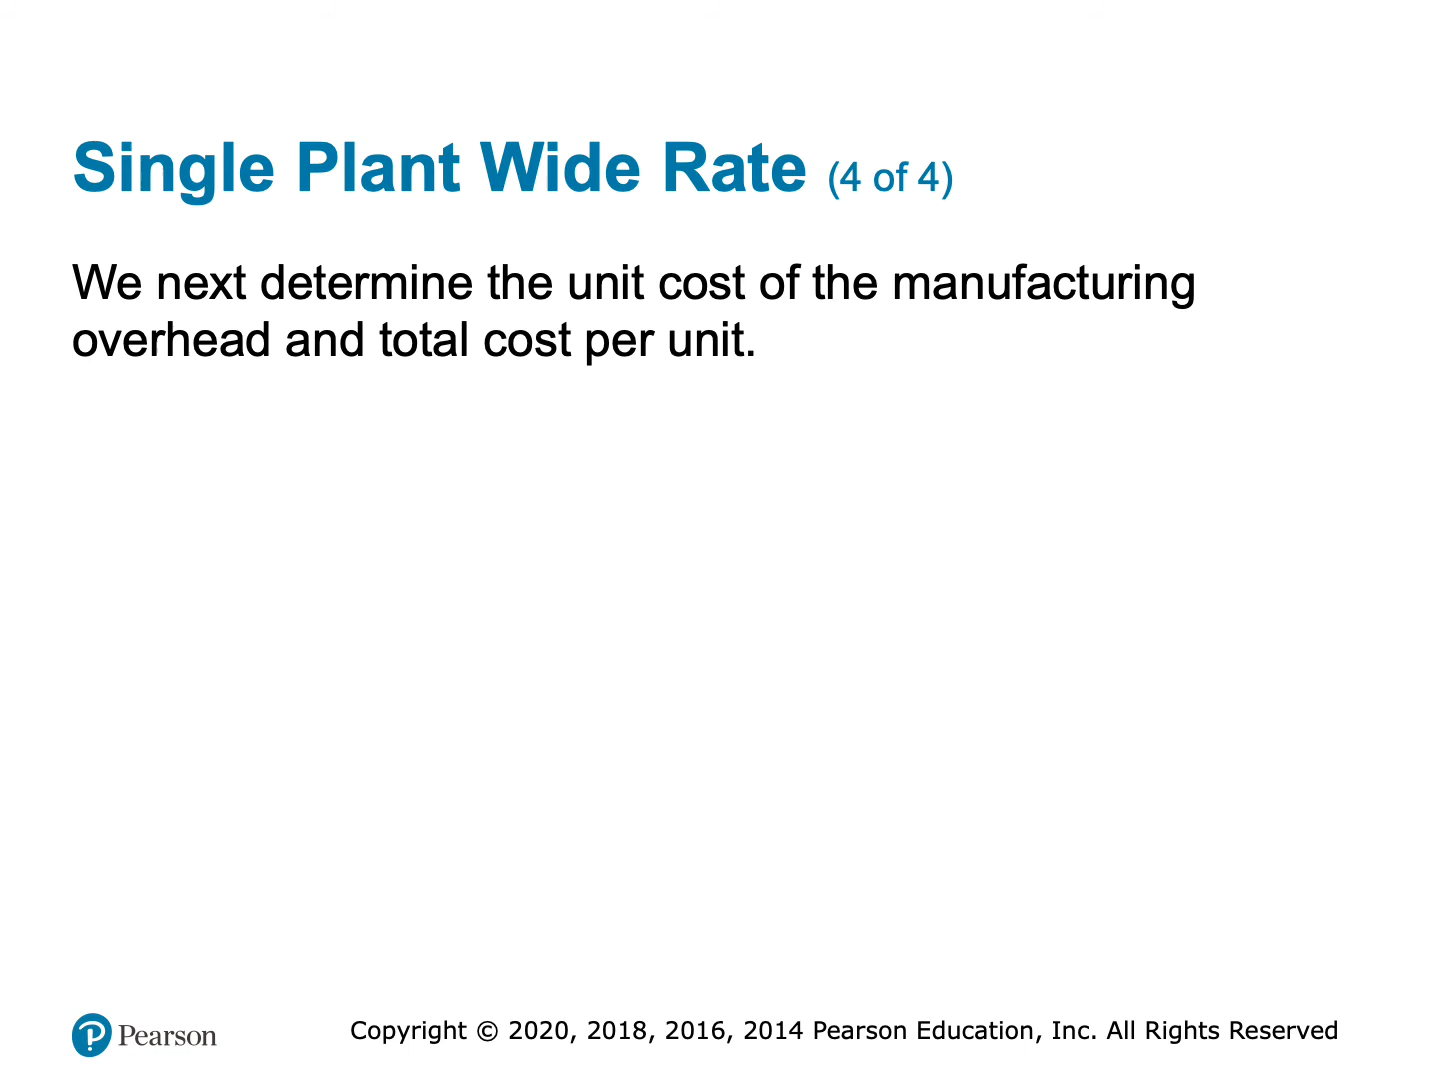 Single Plant Wide Rate (4 of 4)
We next determine the unit cost of the manufacturing
overhead and total cost per unit.
Pearson
Copyright © 2020, 2018, 2016, 2014 Pearson Education, Inc. All Rights Reserved